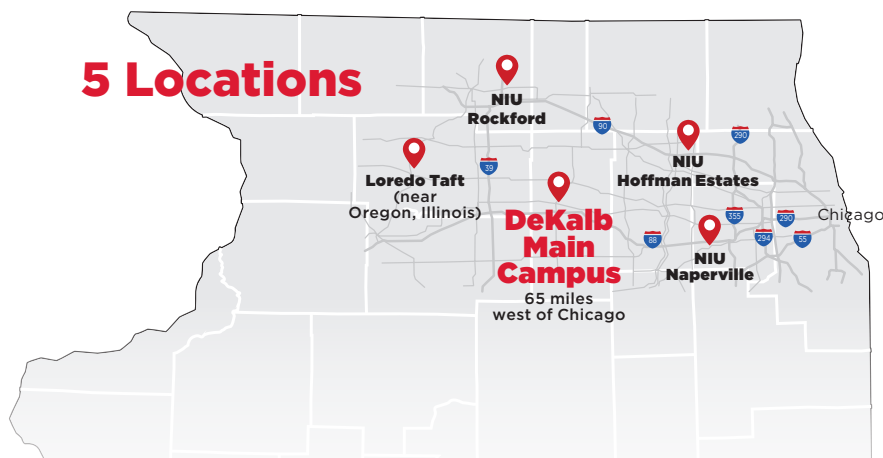 5 Locations
NIU
Rockford
90
290
Loredo Taft
(near
Oregon, Illinois)
39
NIU
Hoffman Estates
DeKalb
Main
Campus
65 miles
west of Chicago
355
290
Chicago
88
294
55
NIU
Naperville